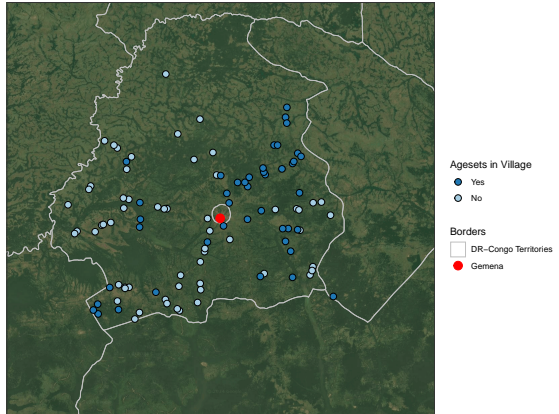 Agesets in Village
Yes
No
Borders
DR−Congo Territories
Gemena